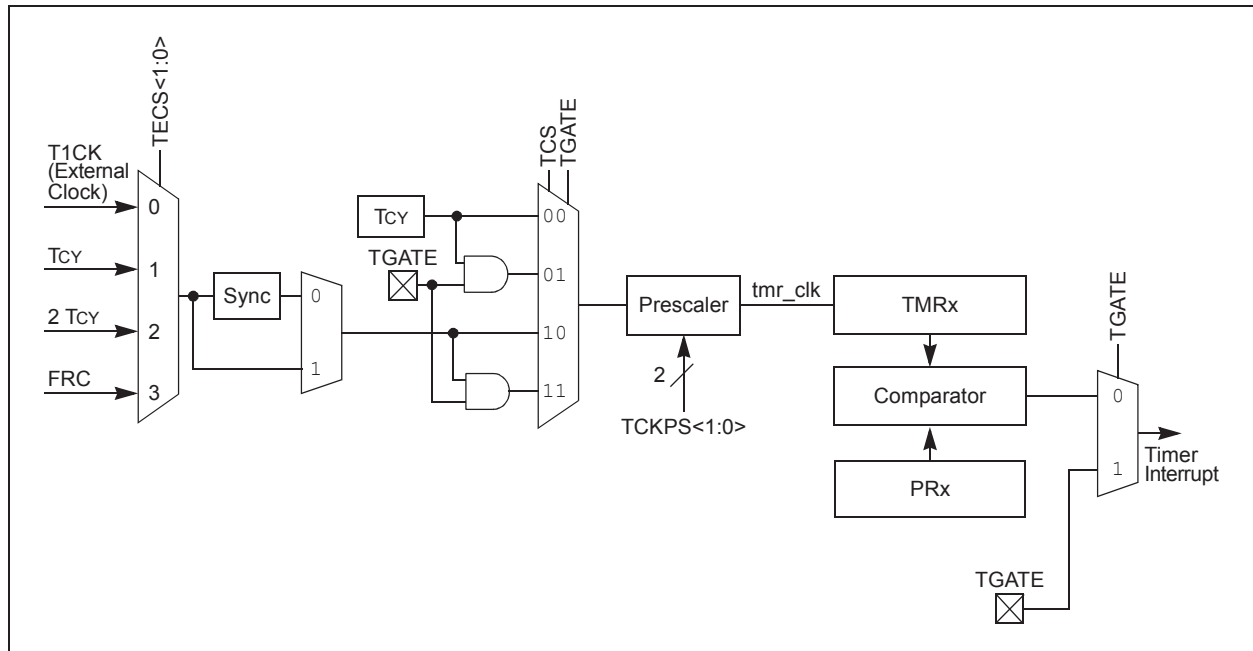 TECS<1:0>
T1CK
(External
Clock)
0
TCY
1
2 TCY
2
FRC
3
Sync
0
1
TCY
TGATE
TCS
TGATE
00
01
10
11
Prescaler
2
TCKPS<1:0>
tmr_clk
TMRx
Comparator
PRx
TGATE
0
1
Timer
Interrupt
TGATE